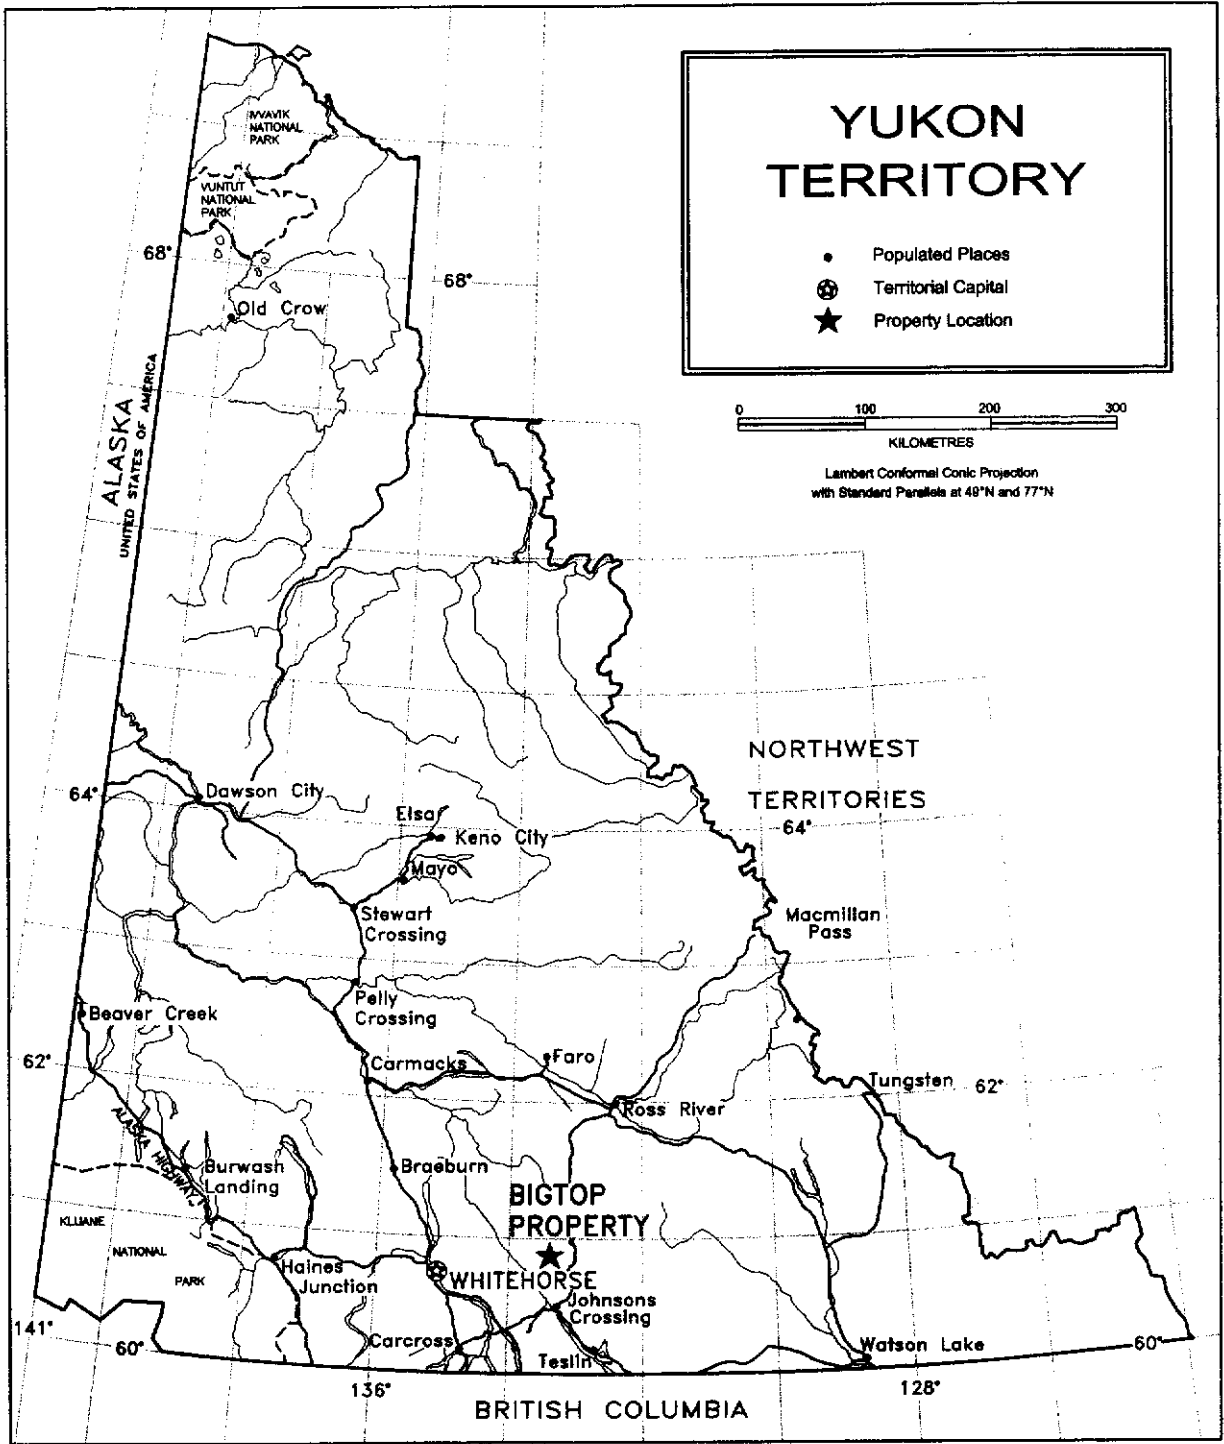 YUKON
TERRITORY
Populated Places
Territorial Capital
Property Location
0 100 200 300
KILOMETRES
Lambert Conformal Conic Projection
with Standard Parallels at 49°N and 77°N
IVVAVIK
NATIONAL
PARK
VUNTUT
NATIONAL
PARK
68°
68°
Old Crow
ALASKA
UNITED STATES OF AMERICA
NORTHWEST
TERRITORIES
64°
Dawson City
64°
Elsa
Keno City
Mayo
Stewart
Crossing
Macmillan
Pass
Pelly
Crossing
Beaver Creek
62°
Carmacks
Faro
Tungsten
62°
Ross River
ALASKA HIGHWAY
Burwash
Landing
Braeburn
BIGTOP
PROPERTY
KLUANE
NATIONAL
PARK
Haines
Junction
WHITEHORSE
Johnsons
Crossing
141°
60°
Carcross
Teslin
Watson Lake
60°
136°
128°
BRITISH COLUMBIA